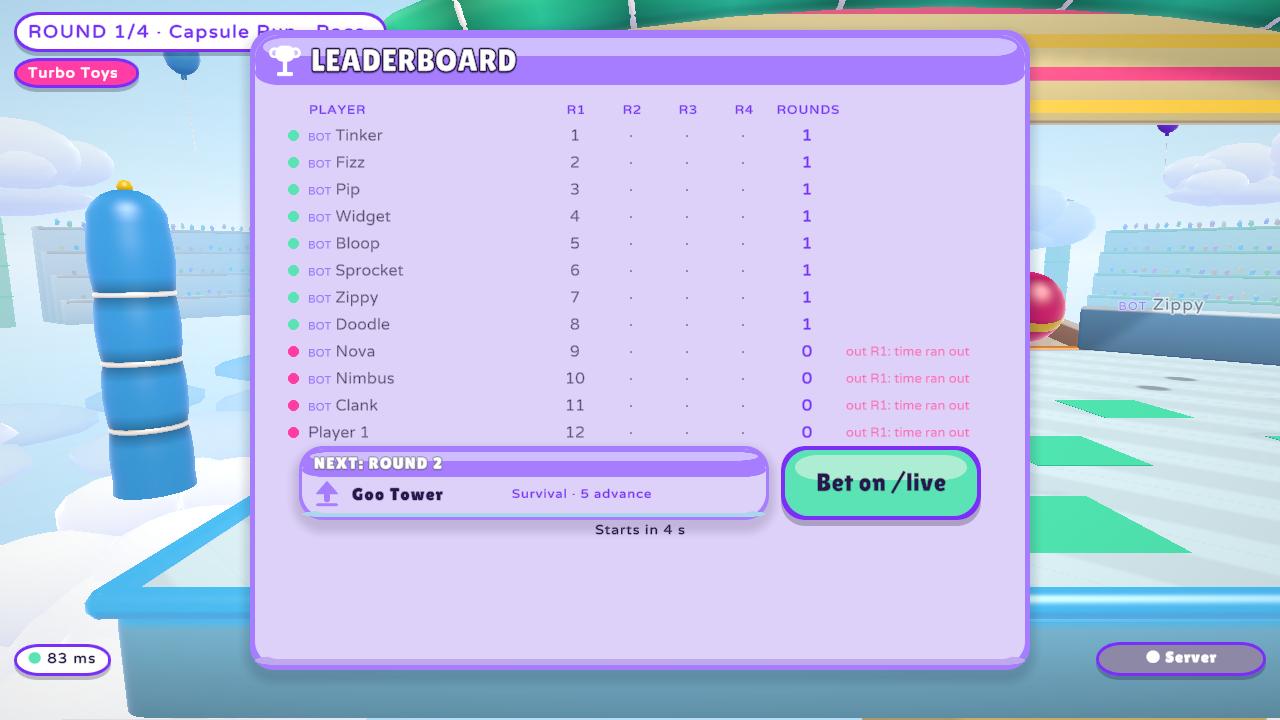 ROUND 1/4 · Capsule Run · Race
Turbo Toys
LEADERBOARD
PLAYER R1 R2 R3 R4 ROUNDS
BOT Tinker 1 · · · 1
BOT Fizz 2 · · · 1
BOT Pip 3 · · · 1
BOT Widget 4 · · · 1
BOT Bloop 5 · · · 1
BOT Sprocket 6 · · · 1
BOT Zippy 7 · · · 1
BOT Doodle 8 · · · 1
BOT Nova 9 · · · 0 out R1: time ran out
BOT Nimbus 10 · · · 0 out R1: time ran out
BOT Clank 11 · · · 0 out R1: time ran out
Player 1 12 · · · 0 out R1: time ran out
BOT Zippy
NEXT: ROUND 2
Goo Tower Survival · 5 advance
Bet on /live
Starts in 4 s
83 ms
Server